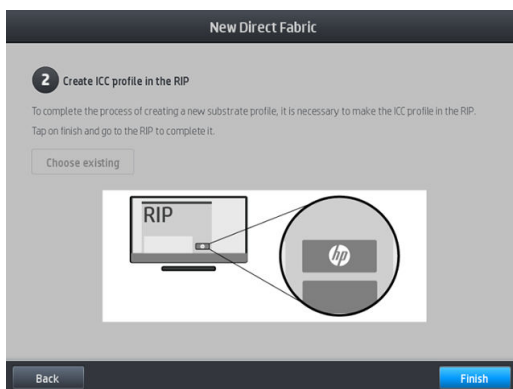 New Direct Fabric
2 Create ICC profile in the RIP
To complete the process of creating a new substrate profile, it is necessary to make the ICC profile in the RIP.
Tap on finish and go to the RIP to complete it.
Choose existing
RIP
hp
Back
Finish